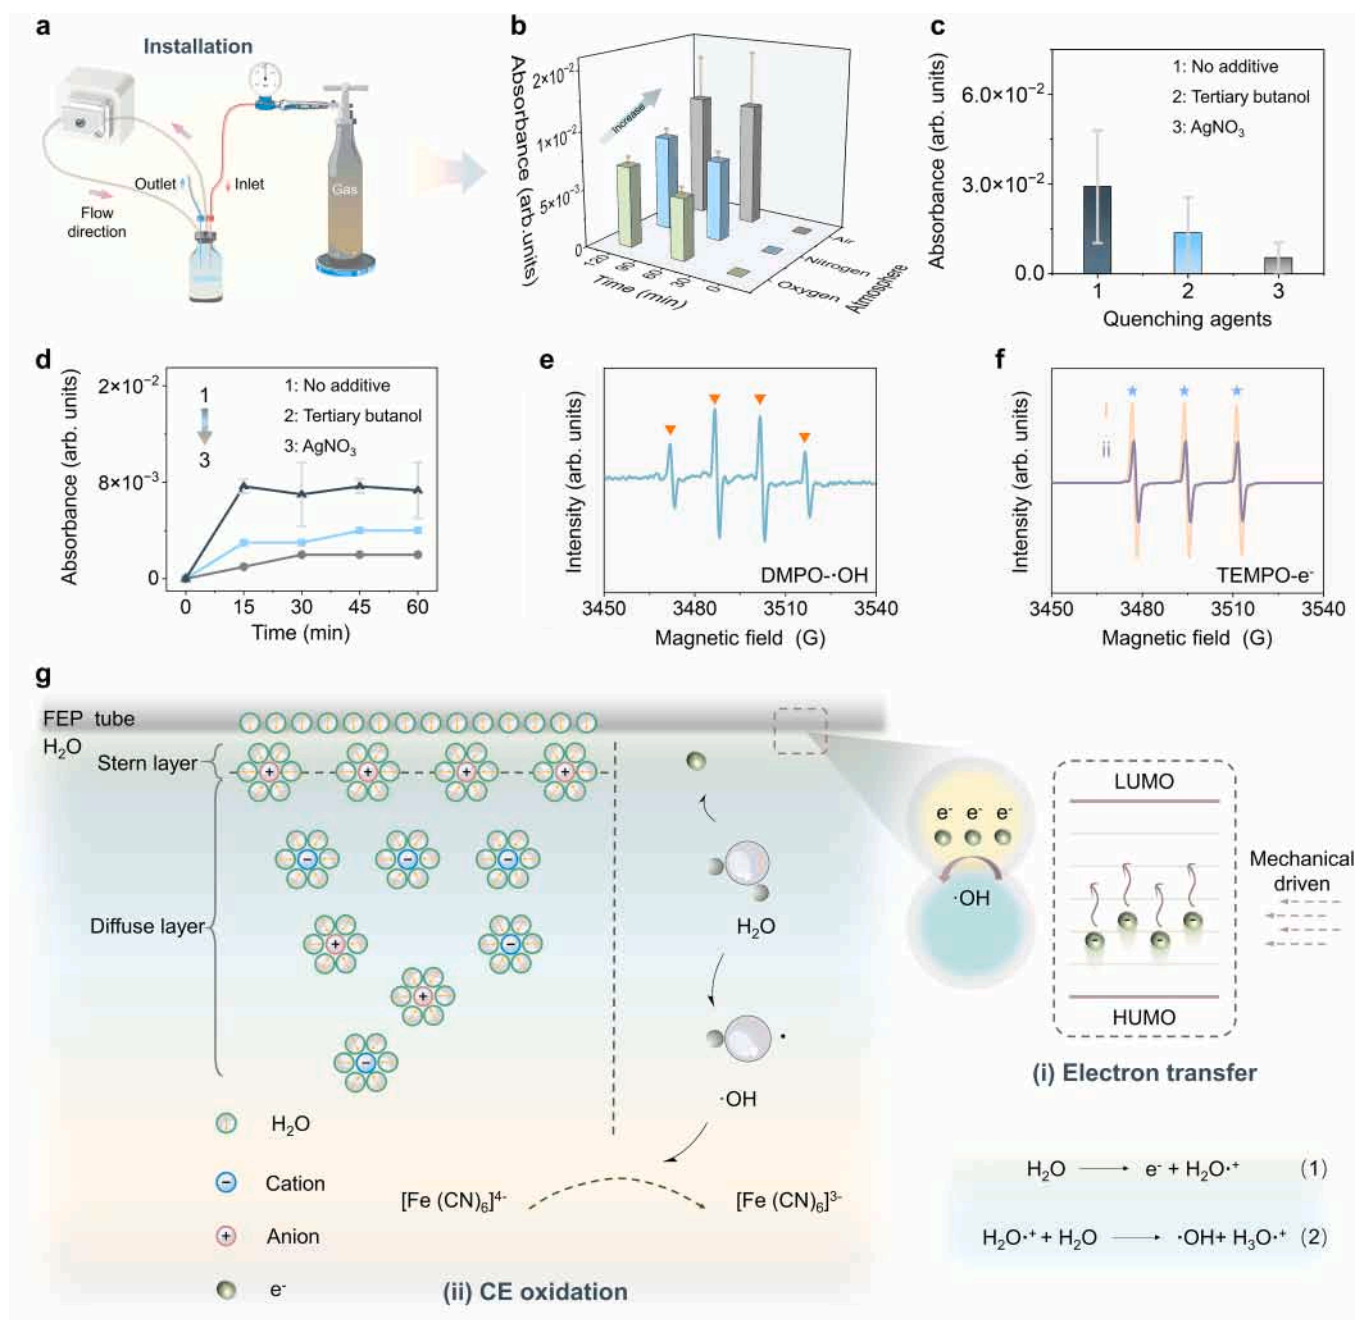 a
Installation
Outlet
Inlet
Flow
direction
Gas
b
Absorbance (arb.units)
2×10⁻²
1×10⁻²
5×10⁻³
0
Increase
120
90
60
30
0
Time (min)
Air
Nitrogen
Oxygen
Atmosphere
c
Absorbance (arb. units)
6.0×10⁻²
3.0×10⁻²
0.0
1: No additive
2: Tertiary butanol
3: AgNO₃
1 2 3
Quenching agents
d
Absorbance (arb. units)
2×10⁻²
8×10⁻³
0
1
3
1: No additive
2: Tertiary butanol
3: AgNO₃
0 15 30 45 60
Time (min)
e
Intensity (arb. units)
DMPO-·OH
3450 3480 3510 3540
Magnetic field (G)
f
Intensity (arb. units)
i
ii
TEMPO-e⁻
3450 3480 3510 3540
Magnetic field (G)
g
FEP tube
H₂O
Stern layer
Diffuse layer
+ + + +
− − −
+ −
+
−
H₂O
·OH
H₂O
− Cation
+ Anion
e⁻
[Fe (CN)₆]⁴⁻
[Fe (CN)₆]³⁻
(ii) CE oxidation
e⁻ e⁻ e⁻
·OH
LUMO
− − − −
HUMO
Mechanical
driven
(i) Electron transfer
H₂O ⟶ e⁻ + H₂O·⁺ (1)
H₂O·⁺ + H₂O ⟶ ·OH+ H₃O·⁺ (2)